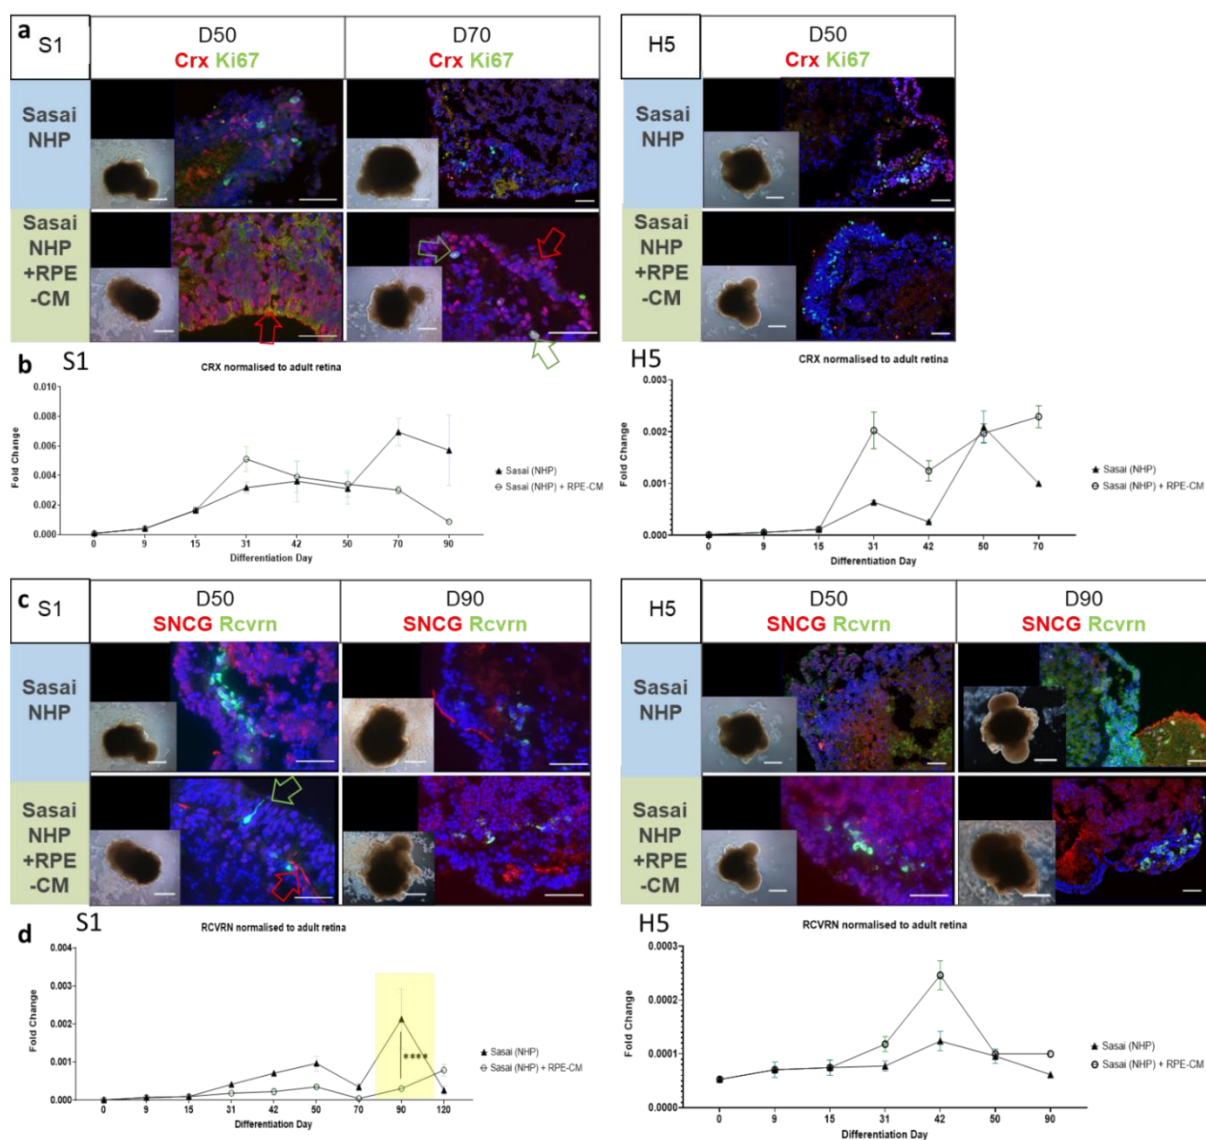 a
S1
D50
Crx Ki67
D70
Crx Ki67
H5
D50
Crx Ki67
Sasai
NHP
Sasai
NHP
Sasai
NHP
+RPE
-CM
Sasai
NHP
+RPE
-CM
b
S1
CRX normalised to adult retina
Fold Change
0.010
0.008
0.006
0.004
0.002
0.000
0 9 15 31 42 50 70 90
Differentiation Day
Sasai (NHP)
Sasai (NHP) + RPE-CM
H5
CRX normalised to adult retina
Fold Change
0.003
0.002
0.001
0.000
0 9 15 31 42 50 70
Differentiation Day
Sasai (NHP)
Sasai (NHP) + RPE-CM
c
S1
D50
SNCG Rcvrn
D90
SNCG Rcvrn
H5
D50
SNCG Rcvrn
D90
SNCG Rcvrn
Sasai
NHP
Sasai
NHP
Sasai
NHP
+RPE
-CM
Sasai
NHP
+RPE
-CM
d
S1
RCVRN normalised to adult retina
Fold Change
0.004
0.003
0.002
0.001
0.000
****
0 9 15 31 42 50 70 90 120
Differentiation Day
Sasai (NHP)
Sasai (NHP) + RPE-CM
H5
RCVRN normalised to adult retina
Fold Change
0.0003
0.0002
0.0001
0.0000
0 9 15 31 42 50 90
Differentiation Day
Sasai (NHP)
Sasai (NHP) + RPE-CM